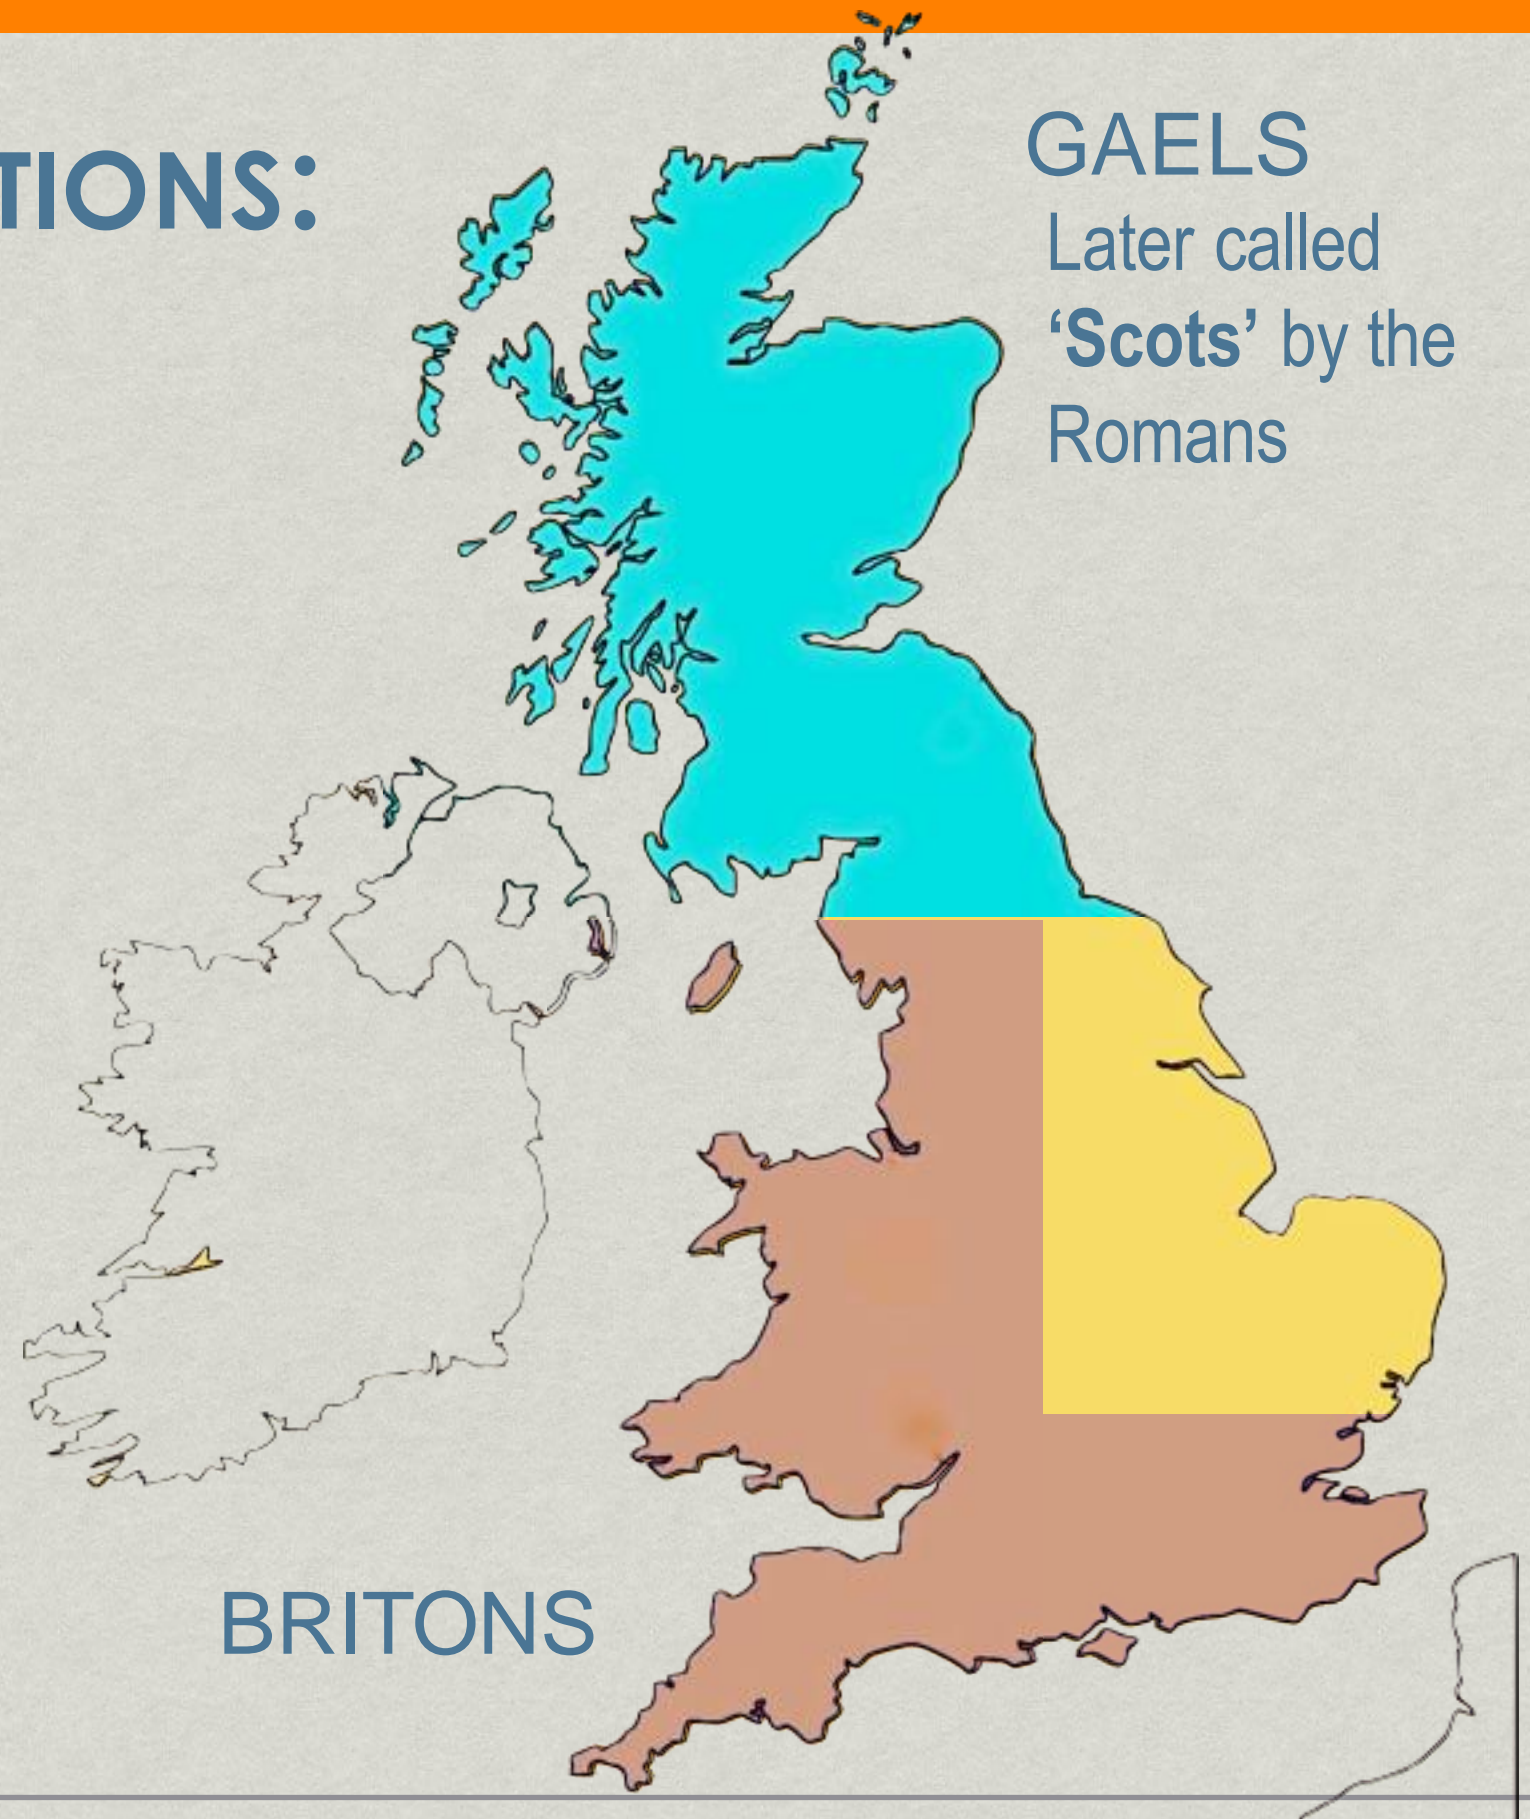 TIONS:
GAELS
Later called
‘Scots’ by the
Romans
BRITONS